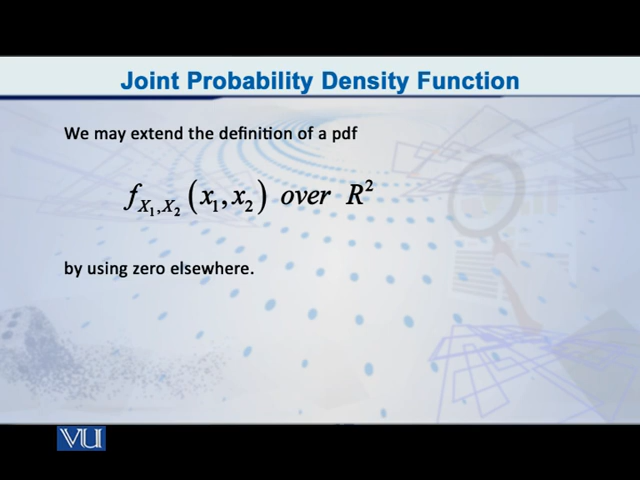 Joint Probability Density Function
We may extend the definition of a pdf
f_{X_1,X_2}(x_1,x_2) over R^2
by using zero elsewhere.
VU